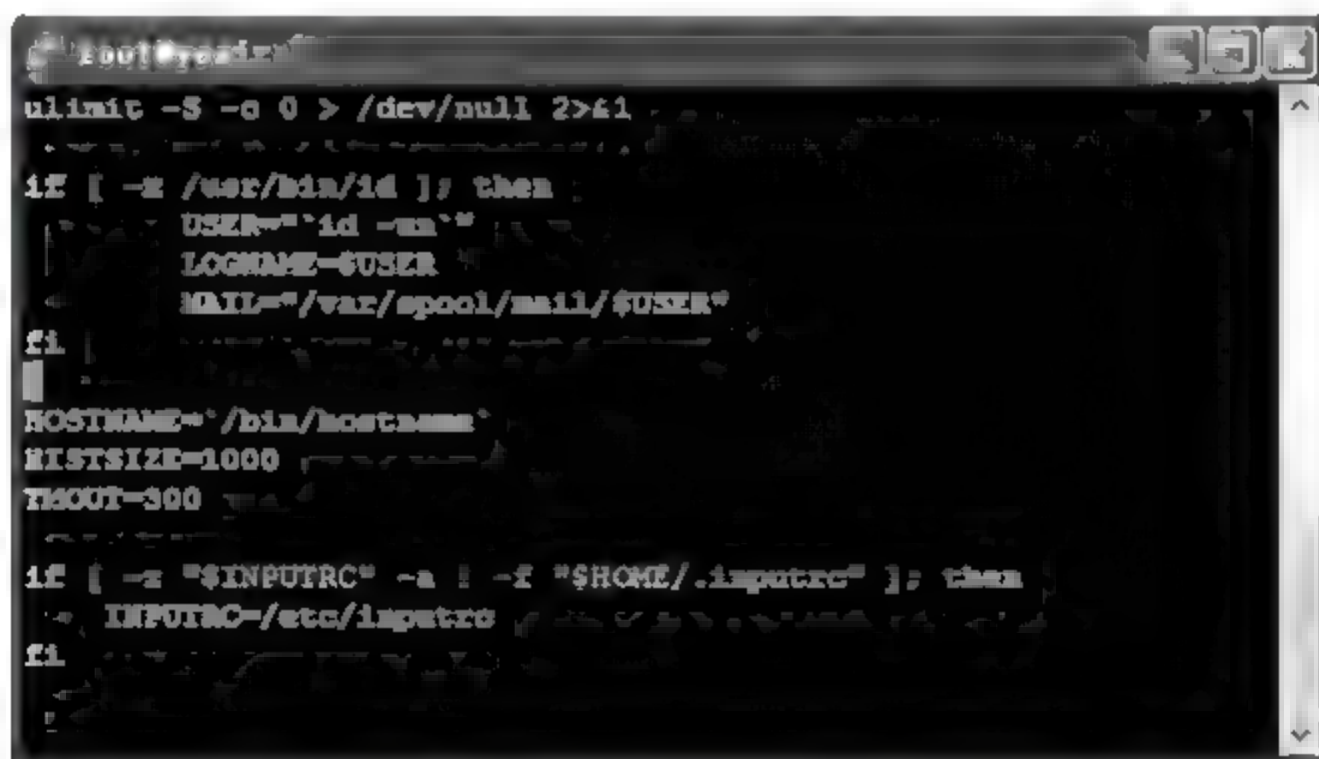 ulimit -S -c 0 > /dev/null 2>&1
if [ -x /usr/bin/id ]; then
USER="`id -un`"
LOGNAME=$USER
MAIL="/var/spool/mail/$USER"
fi
HOSTNAME=`/bin/hostname`
HISTSIZE=1000
TMOUT=300
if [ -z "$INPUTRC" -a ! -f "$HOME/.inputrc" ]; then
INPUTRC=/etc/inputrc
fi